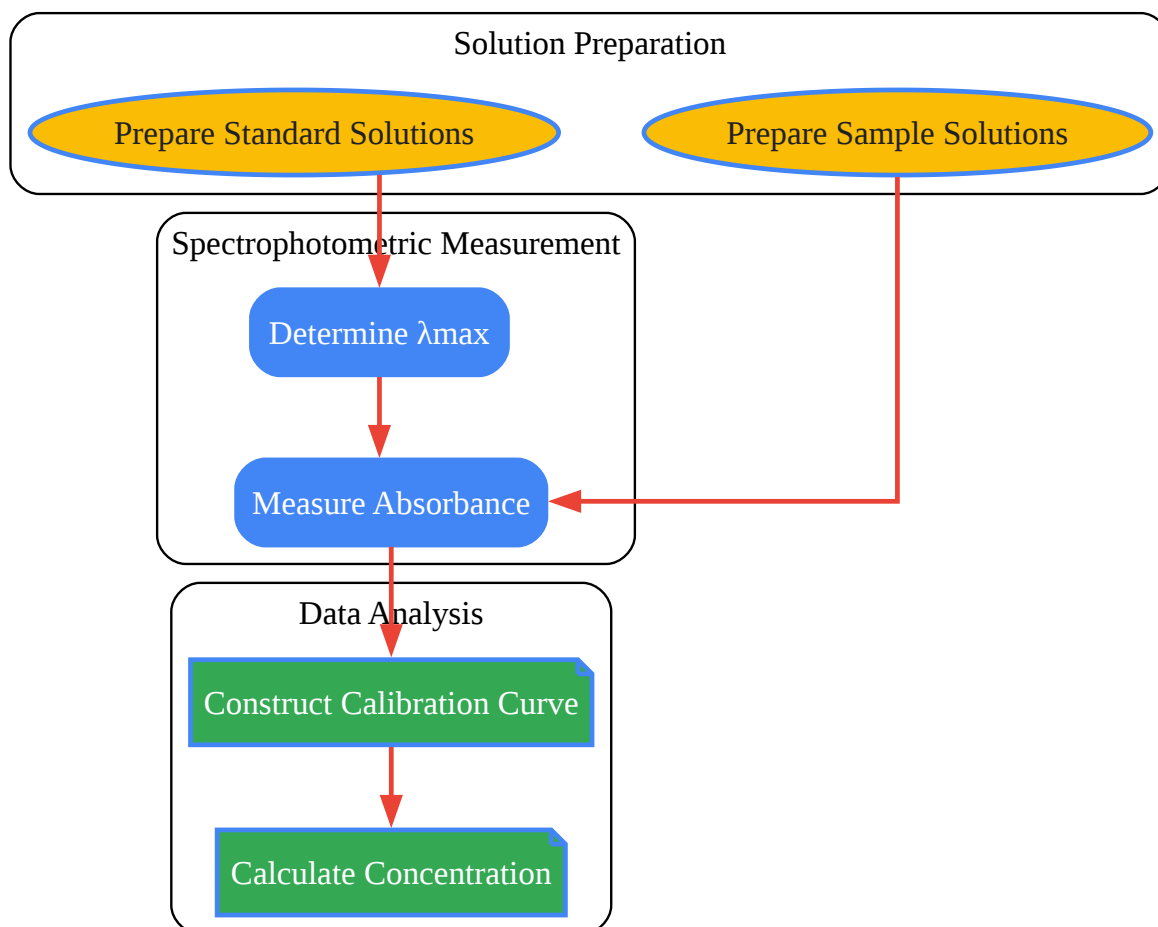 Solution Preparation
Prepare Standard Solutions
Prepare Sample Solutions
Spectrophotometric Measurement
Determine λmax
Measure Absorbance
Data Analysis
Construct Calibration Curve
Calculate Concentration